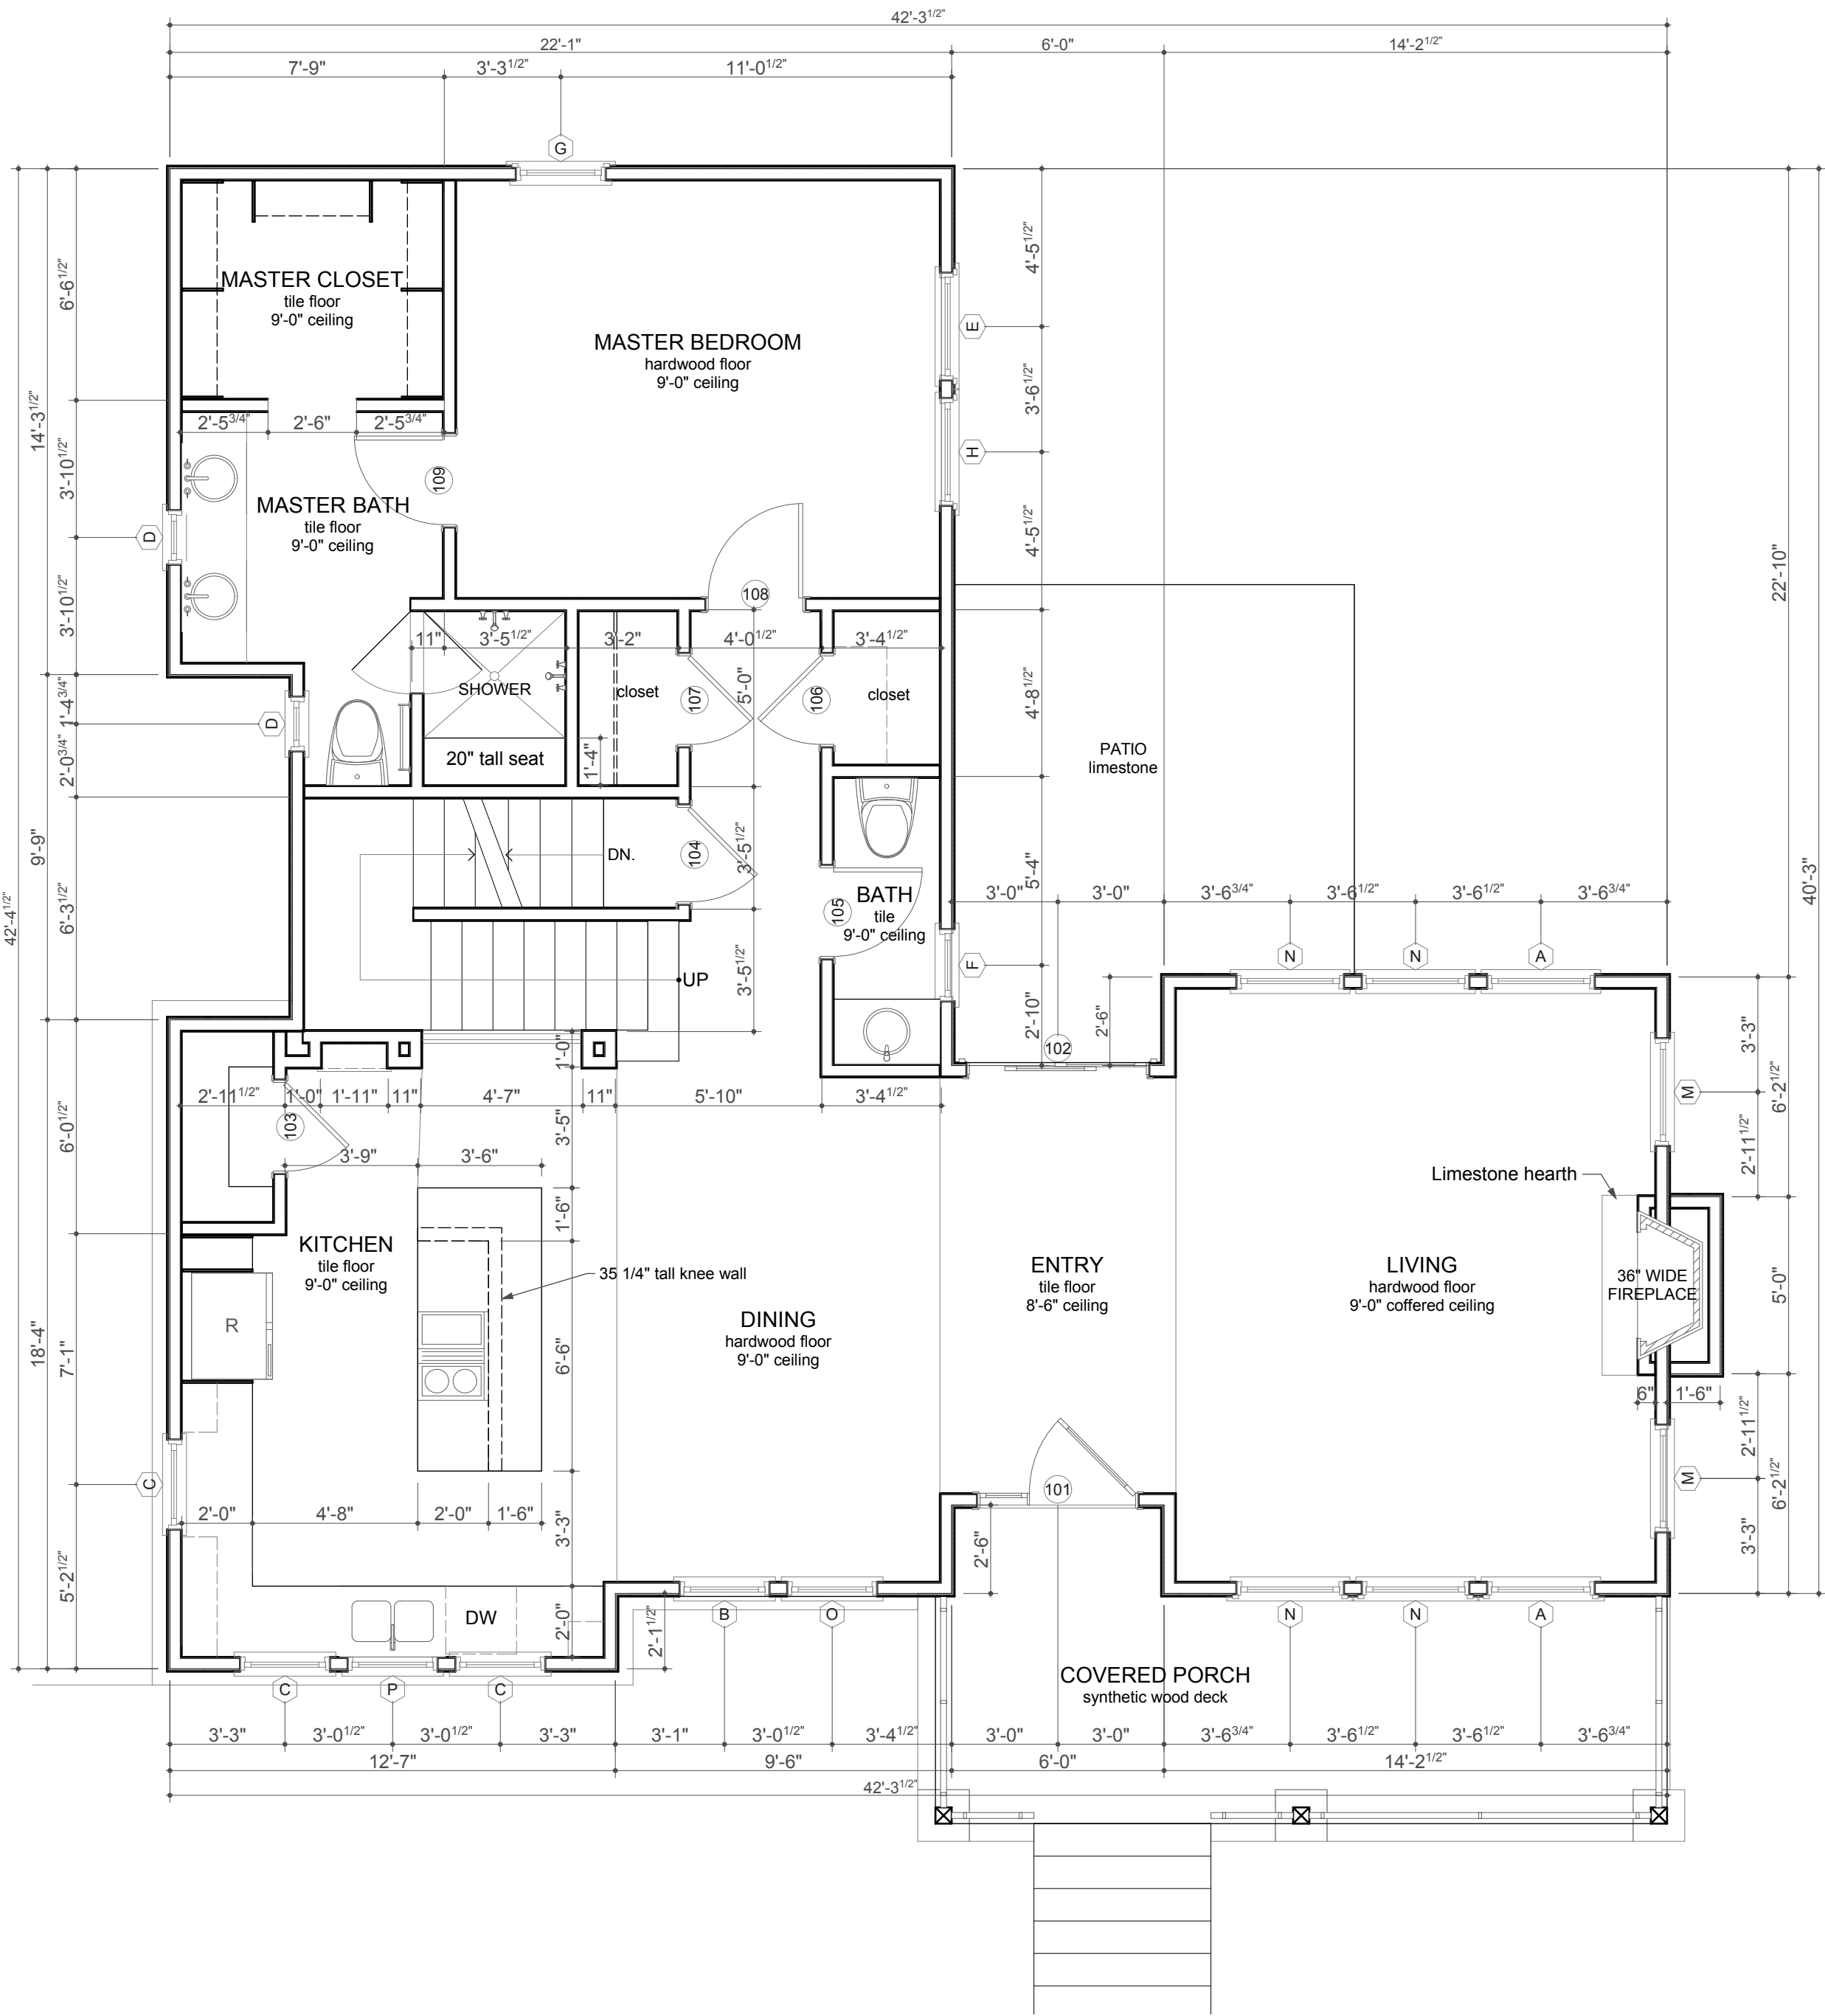 42'-3 1/2"
22'-1"
6'-0"
14'-2 1/2"
7'-9"
3'-3 1/2"
11'-0 1/2"
G
MASTER CLOSET
tile floor
9'-0" ceiling
MASTER BEDROOM
hardwood floor
9'-0" ceiling
2'-5 3/4"
2'-6"
2'-5 3/4"
109
MASTER BATH
tile floor
9'-0" ceiling
108
11"
3'-5 1/2"
3'-2"
4'-0 1/2"
3'-4 1/2"
SHOWER
closet
107
5'-0"
106
closet
20" tall seat
1'-4"
DN.
104
3'-5 1/2"
UP
3'-5 1/2"
105
BATH
tile
9'-0" ceiling
42'-4 1/2"
14'-3 1/2"
9'-9"
18'-4"
6'-6 1/2"
3'-10 1/2"
D
3'-10 1/2"
1'-4 3/4"
D
2'-0 3/4"
6'-3 1/2"
6'-0 1/2"
7'-1"
C
5'-2 1/2"
4'-5 1/2"
E
3'-6 1/2"
H
4'-5 1/2"
4'-8 1/2"
5'-4"
F
2'-10"
2'-6"
PATIO
limestone
22'-10"
40'-3"
3'-0"
3'-0"
3'-6 3/4"
3'-6 1/2"
3'-6 1/2"
3'-6 3/4"
N
N
A
102
2'-11 1/2"
1'-0"
1'-11"
11"
4'-7"
1'-0"
11"
5'-10"
3'-4 1/2"
103
3'-5"
3'-9"
3'-6"
1'-6"
KITCHEN
tile floor
9'-0" ceiling
35 1/4" tall knee wall
R
6'-6"
DINING
hardwood floor
9'-0" ceiling
ENTRY
tile floor
8'-6" ceiling
LIVING
hardwood floor
9'-0" coffered ceiling
Limestone hearth
36" WIDE
FIREPLACE
6"
1'-6"
3'-3"
M
2'-11 1/2"
6'-2 1/2"
5'-0"
2'-11 1/2"
M
3'-3"
6'-2 1/2"
2'-0"
4'-8"
2'-0"
1'-6"
3'-3"
101
2'-6"
DW
2'-0"
2'-1 1/2"
C
P
C
B
O
N
N
A
COVERED PORCH
synthetic wood deck
3'-3"
3'-0 1/2"
3'-0 1/2"
3'-3"
3'-1"
3'-0 1/2"
3'-4 1/2"
3'-0"
3'-0"
3'-6 3/4"
3'-6 1/2"
3'-6 1/2"
3'-6 3/4"
12'-7"
9'-6"
6'-0"
14'-2 1/2"
42'-3 1/2"